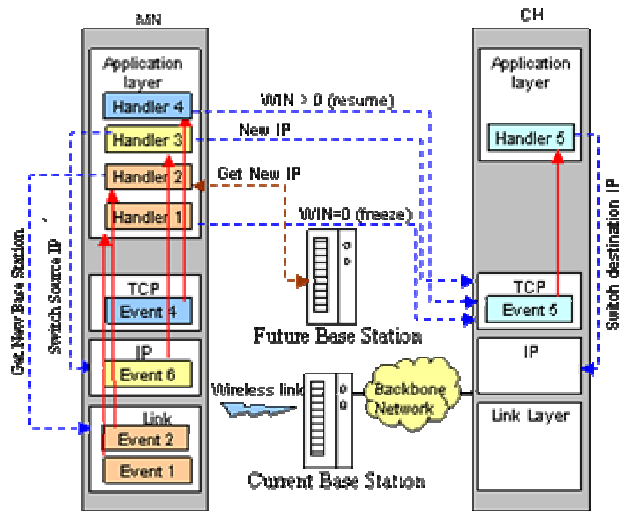 MN
CH
Application
layer
Handler 4
Handler 3
Handler 2
Handler 1
TCP
Event 4
IP
Event 6
Link
Event 2
Event 1
Get New Base Station
Switch Source IP
WIN > 0 (resume)
New IP
Get New IP
WIN=0 (freeze)
Future Base Station
Wireless link
Backbone
Network
Current Base Station
Application
layer
Handler 5
TCP
Event 5
IP
Link Layer
Switch destination IP